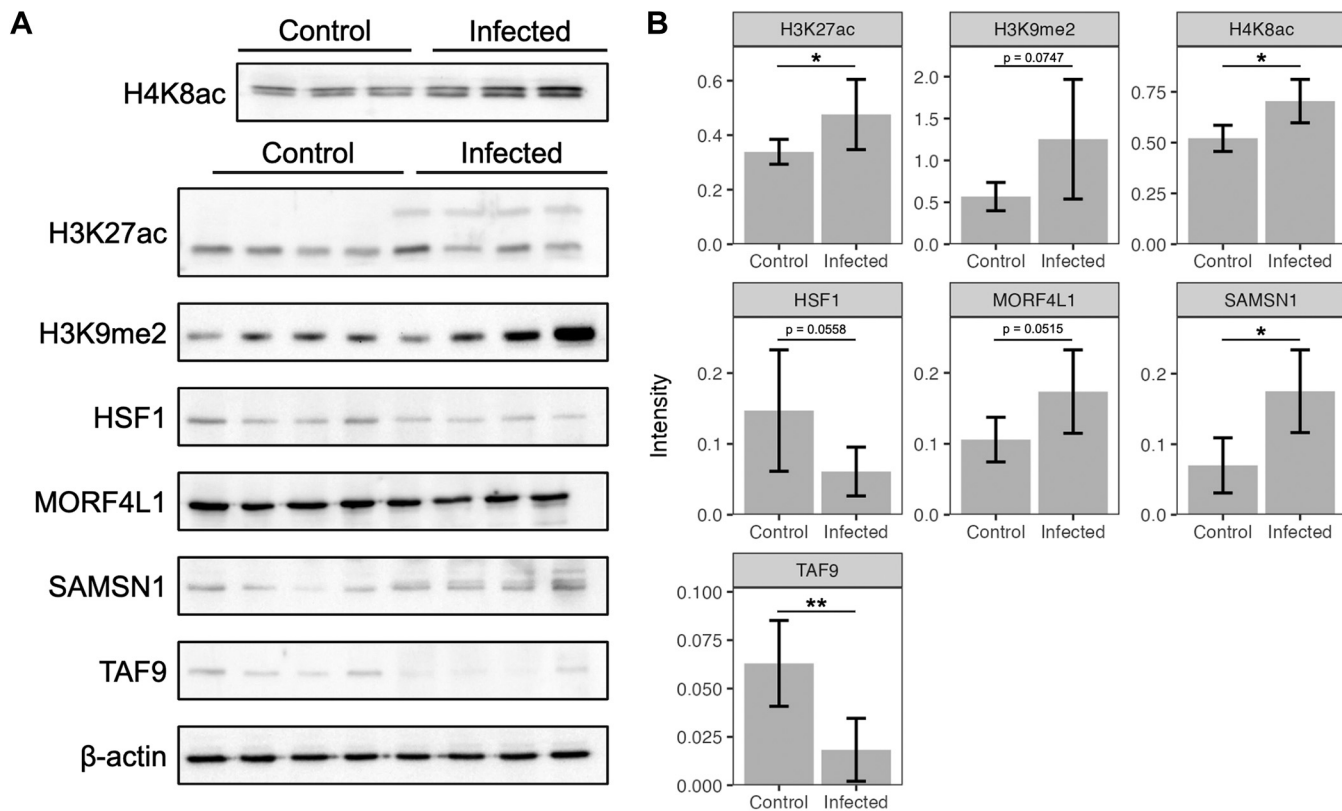 A
Control Infected
H4K8ac
Control Infected
H3K27ac
H3K9me2
HSF1
MORF4L1
SAMSN1
TAF9
β-actin
B
H3K27ac
*
0.6
0.4
0.2
0.0
Control Infected
H3K9me2
p = 0.0747
2.0
1.5
1.0
0.5
0.0
Control Infected
H4K8ac
*
0.75
0.50
0.25
0.00
Control Infected
Intensity
HSF1
p = 0.0558
0.2
0.1
0.0
Control Infected
MORF4L1
p = 0.0515
0.2
0.1
0.0
Control Infected
SAMSN1
*
0.2
0.1
0.0
Control Infected
TAF9
**
0.100
0.075
0.050
0.025
0.000
Control Infected